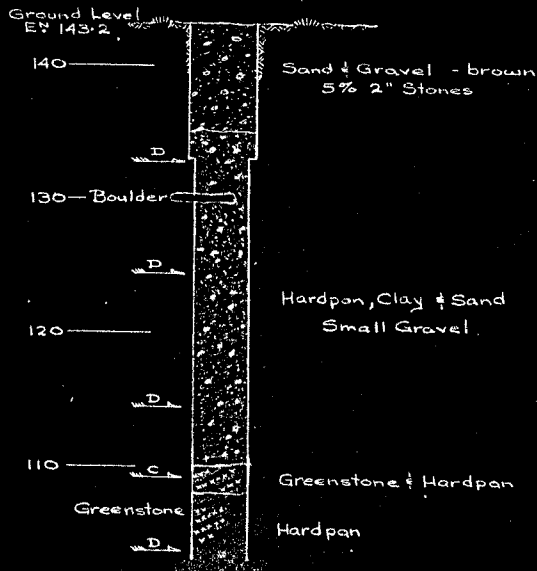 Ground Level
El. 143.2
140
Sand & Gravel - brown
5% 2" Stones
D
130 Boulder
D
Hardpan, Clay & Sand
Small Gravel
120
D
110
C
Greenstone & Hardpan
Greenstone
Hardpan
D